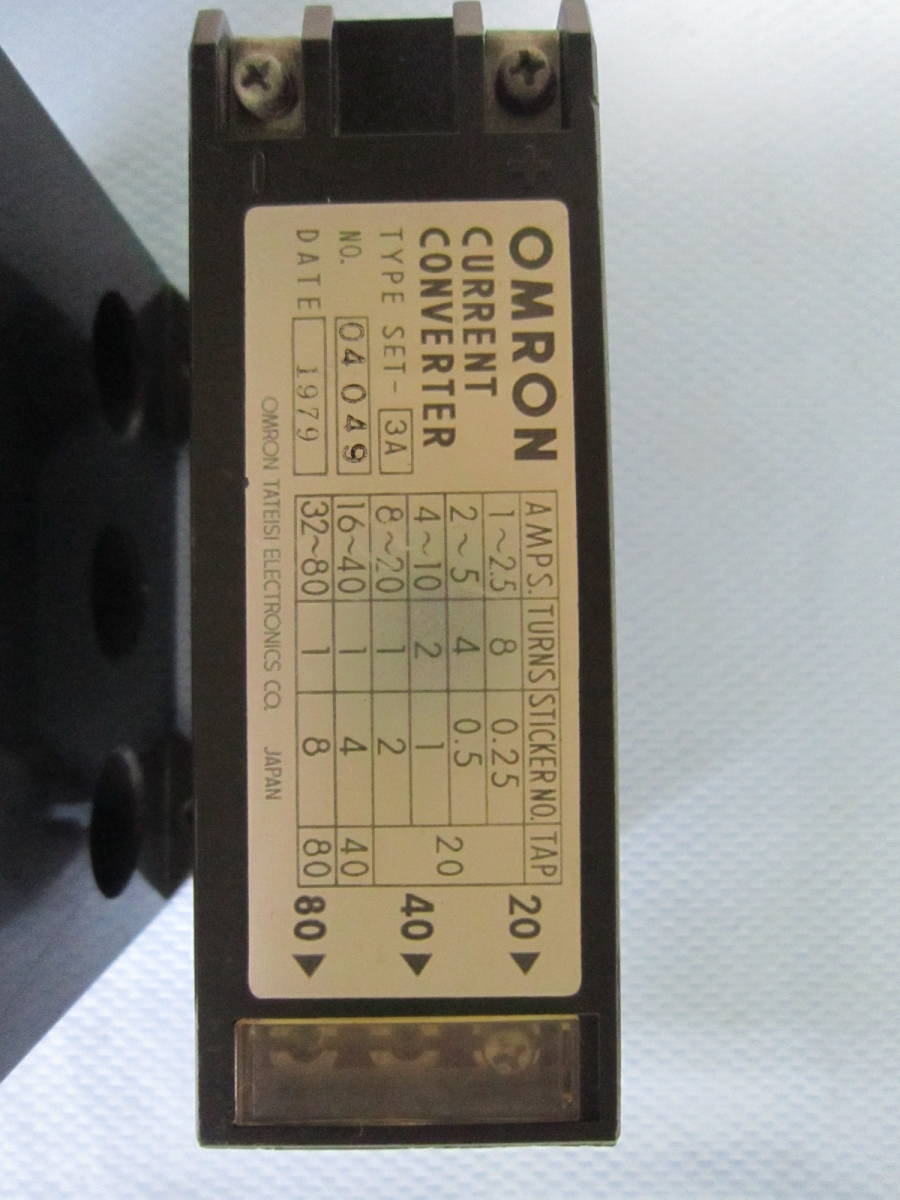 OMRON
CURRENT
CONVERTER
TYPE SET- 3A
NO. 04049
DATE 1979
AMPS. TURNS STICKER NO. TAP
1~2.5 8 0.25
2~5 4 0.5
4~10 2 1 20
8~20 1 2
16~40 1 4 40
32~80 1 8 80
20▶
40▶
80▶
OMRON TATEISI ELECTRONICS CO. JAPAN
+
-